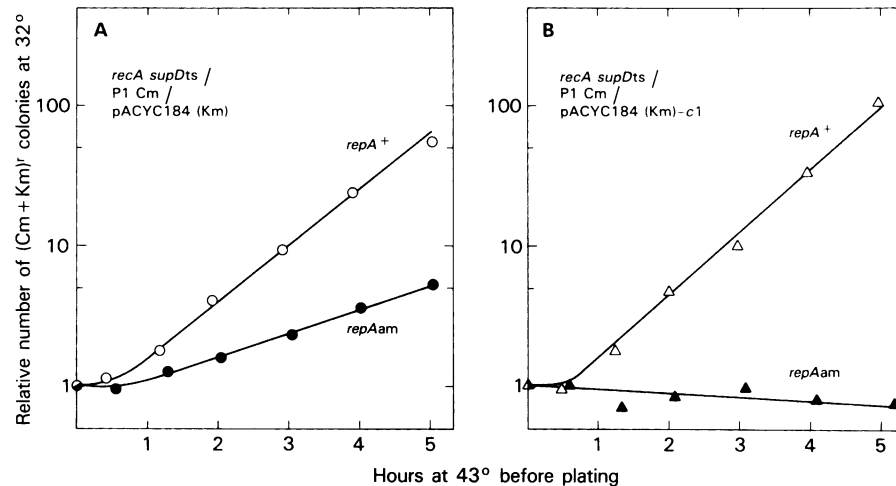 A
recA supDts /
P1 Cm /
pACYC184 (Km)
repA+
repAam
B
recA supDts /
P1 Cm /
pACYC184 (Km)-c1
repA+
repAam
Relative number of (Cm + Km)r colonies at 32°
100
10
1
1 2 3 4 5
100
10
1
1 2 3 4 5
Hours at 43° before plating